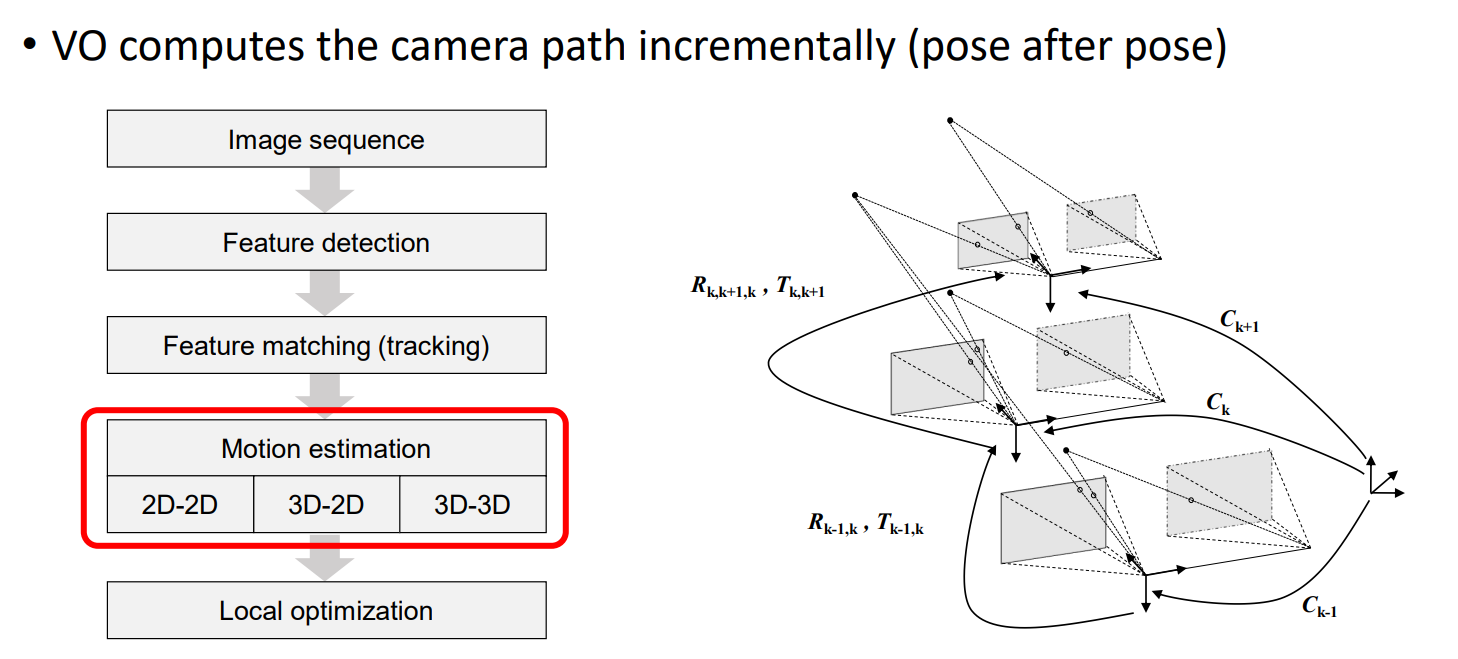 • VO computes the camera path incrementally (pose after pose)
Image sequence
Feature detection
Feature matching (tracking)
Motion estimation
2D-2D 3D-2D 3D-3D
Local optimization
R_{k,k+1,k} , T_{k,k+1}
C_{k+1}
C_k
R_{k-1,k} , T_{k-1,k}
C_{k-1}